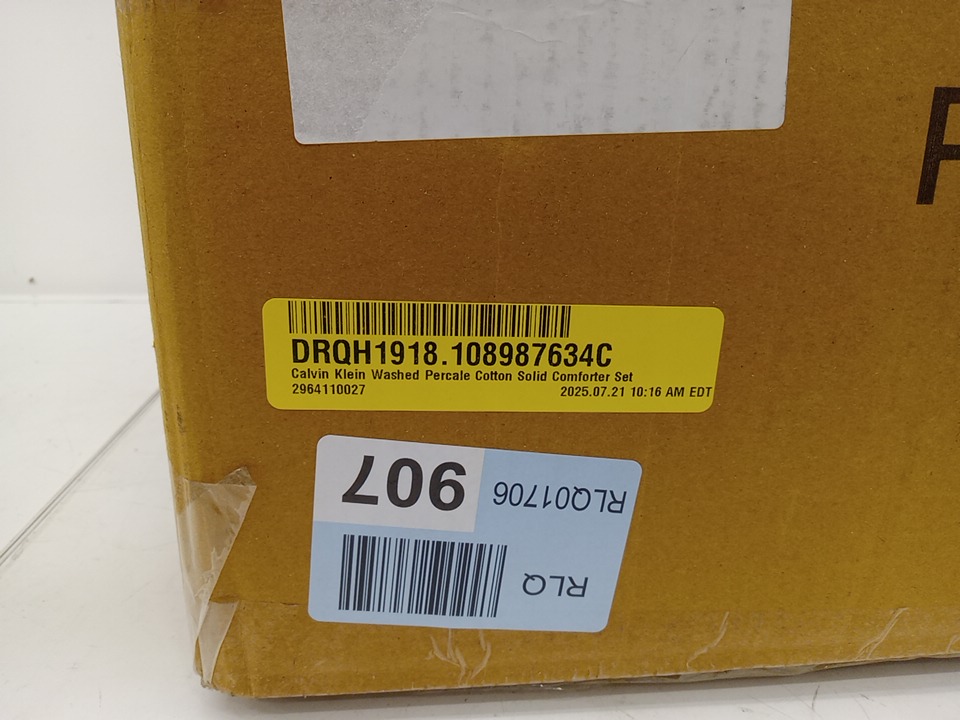 DRQH1918.108987634C
Calvin Klein Washed Percale Cotton Solid Comforter Set
2964110027 2025.07.21 10:16 AM EDT
RLQ
RLQ01706
907